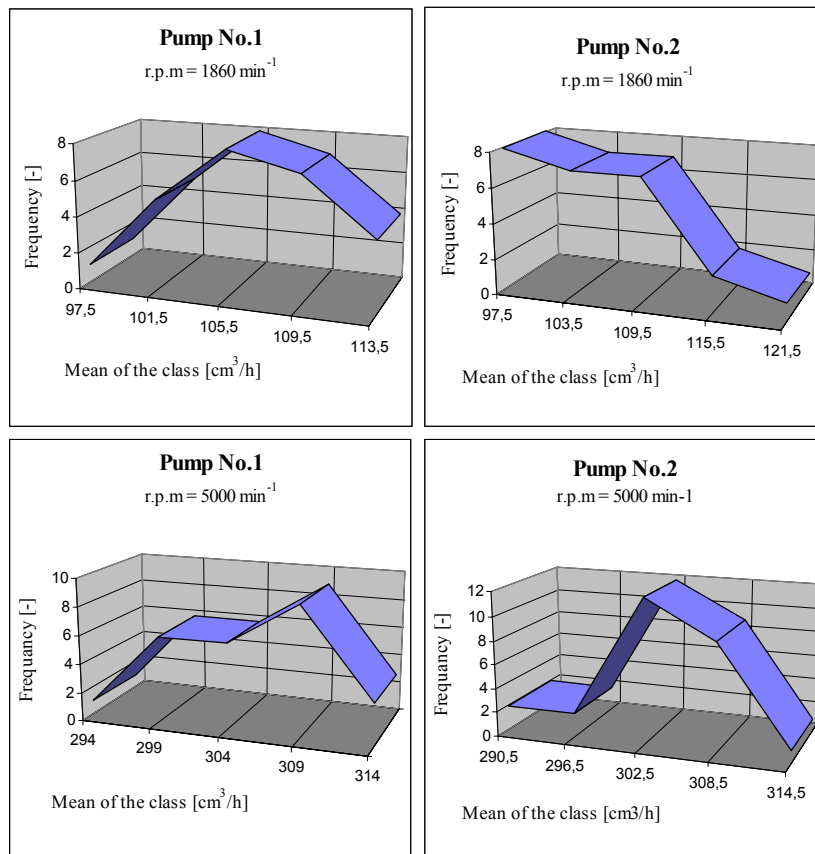 Pump No.1
r.p.m = 1860 min⁻¹
Frequency [-]
8
6
4
2
0
97,5 101,5 105,5 109,5 113,5
Mean of the class [cm³/h]
Pump No.2
r.p.m = 1860 min⁻¹
Frequency [-]
8
6
4
2
0
97,5 103,5 109,5 115,5 121,5
Mean of the class [cm³/h]
Pump No.1
r.p.m = 5000 min⁻¹
Frequancy [-]
10
8
6
4
2
0
294 299 304 309 314
Mean of the class [cm³/h]
Pump No.2
r.p.m = 5000 min-1
Frequency [-]
12
10
8
6
4
2
0
290,5 296,5 302,5 308,5 314,5
Mean of the class [cm3/h]